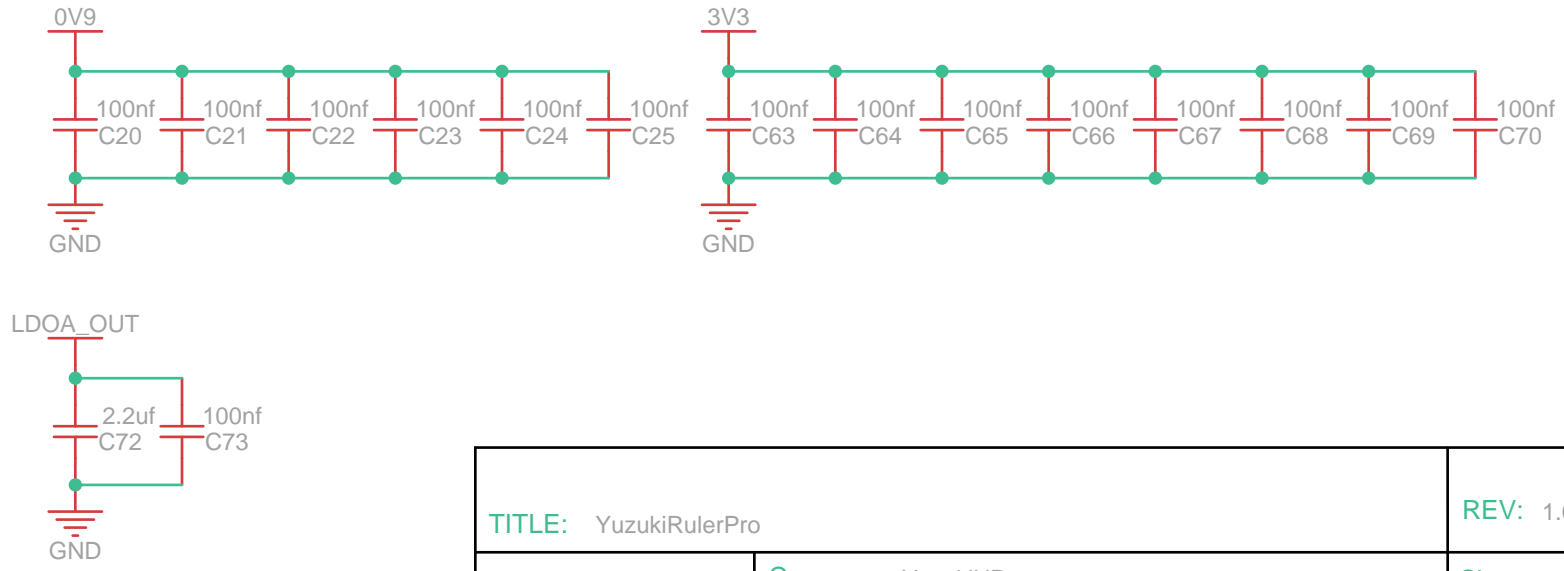 0V9
100nf 100nf 100nf 100nf 100nf 100nf
C20 C21 C22 C23 C24 C25
GND
3V3
100nf 100nf 100nf 100nf 100nf 100nf 100nf 100nf
C63 C64 C65 C66 C67 C68 C69 C70
GND
LDOA_OUT
2.2uf 100nf
C72 C73
GND
TITLE: YuzukiRulerPro
REV: 1.